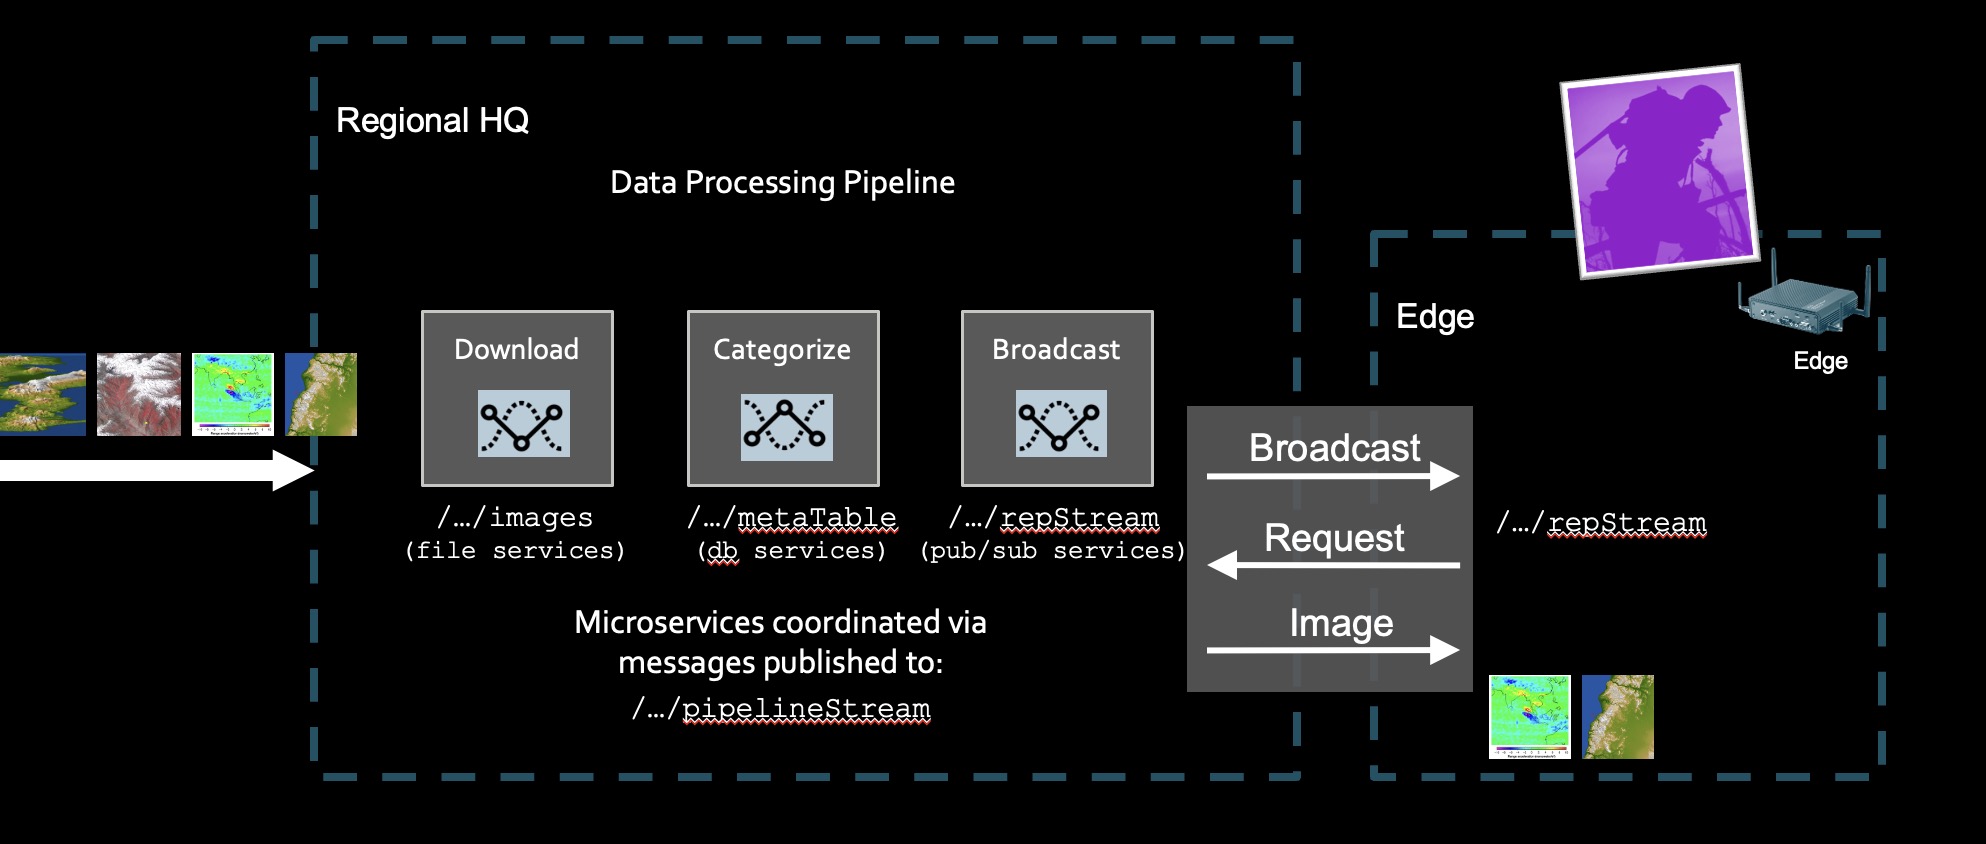 Regional HQ
Data Processing Pipeline
Download
Categorize
Broadcast
/…/images
(file services)
/…/metaTable
(db services)
/…/repStream
(pub/sub services)
Microservices coordinated via
messages published to:
/…/pipelineStream
Broadcast
Request
Image
Edge
Edge
/…/repStream